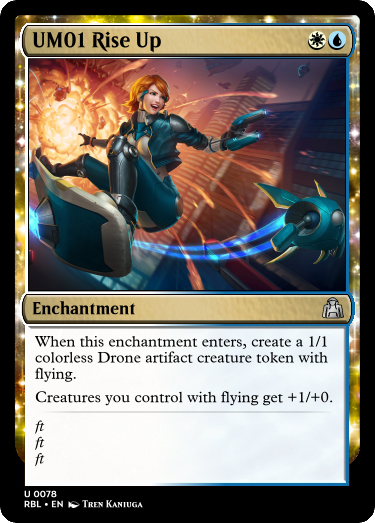 UM01 Rise Up
Enchantment
When this enchantment enters, create a 1/1
colorless Drone artifact creature token with
flying.
Creatures you control with flying get +1/+0.
ft
ft
ft
U 0078
RBL • EN Tren Kaniuga